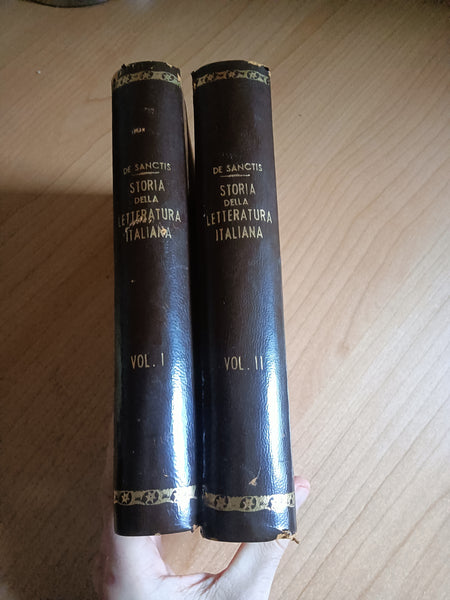 DE SANCTIS
STORIA
DELLA
LETTERATURA
ITALIANA
VOL. I
DE SANCTIS
STORIA
DELLA
LETTERATURA
ITALIANA
VOL. II